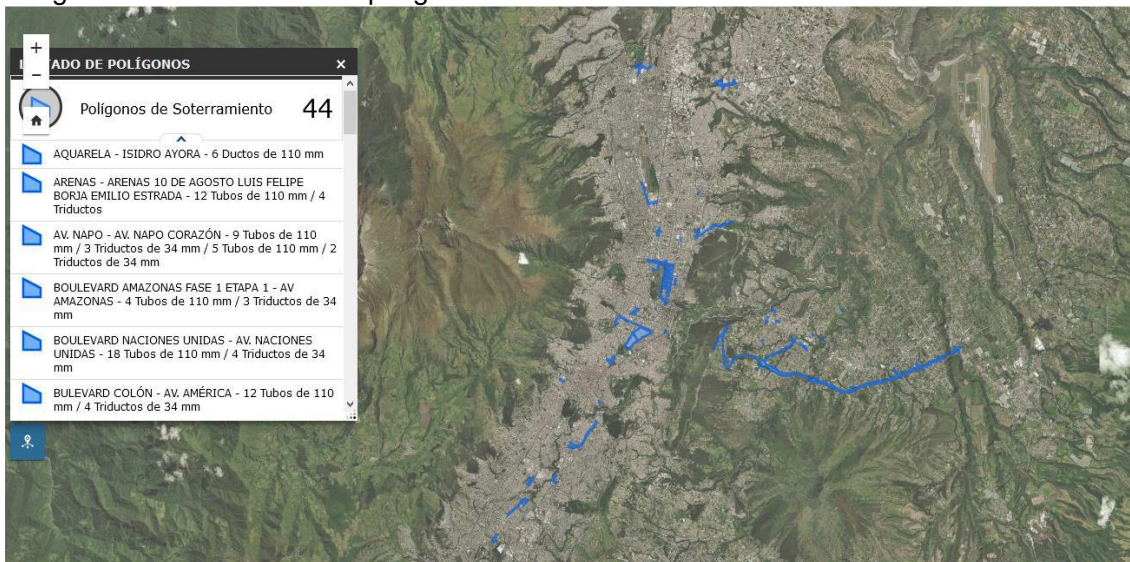 LISTADO DE POLÍGONOS ×
Polígonos de Soterramiento 44
AQUARELA - ISIDRO AYORA - 6 Ductos de 110 mm
ARENAS - ARENAS 10 DE AGOSTO LUIS FELIPE
BORJA EMILIO ESTRADA - 12 Tubos de 110 mm / 4
Triductos
AV. NAPO - AV. NAPO CORAZÓN - 9 Tubos de 110
mm / 3 Triductos de 34 mm / 5 Tubos de 110 mm / 2
Triductos de 34 mm
BOULEVARD AMAZONAS FASE 1 ETAPA 1 - AV
AMAZONAS - 4 Tubos de 110 mm / 3 Triductos de 34
mm
BOULEVARD NACIONES UNIDAS - AV. NACIONES
UNIDAS - 18 Tubos de 110 mm / 4 Triductos de 34
mm
BULEVARD COLÓN - AV. AMÉRICA - 12 Tubos de 110
mm / 4 Triductos de 34 mm